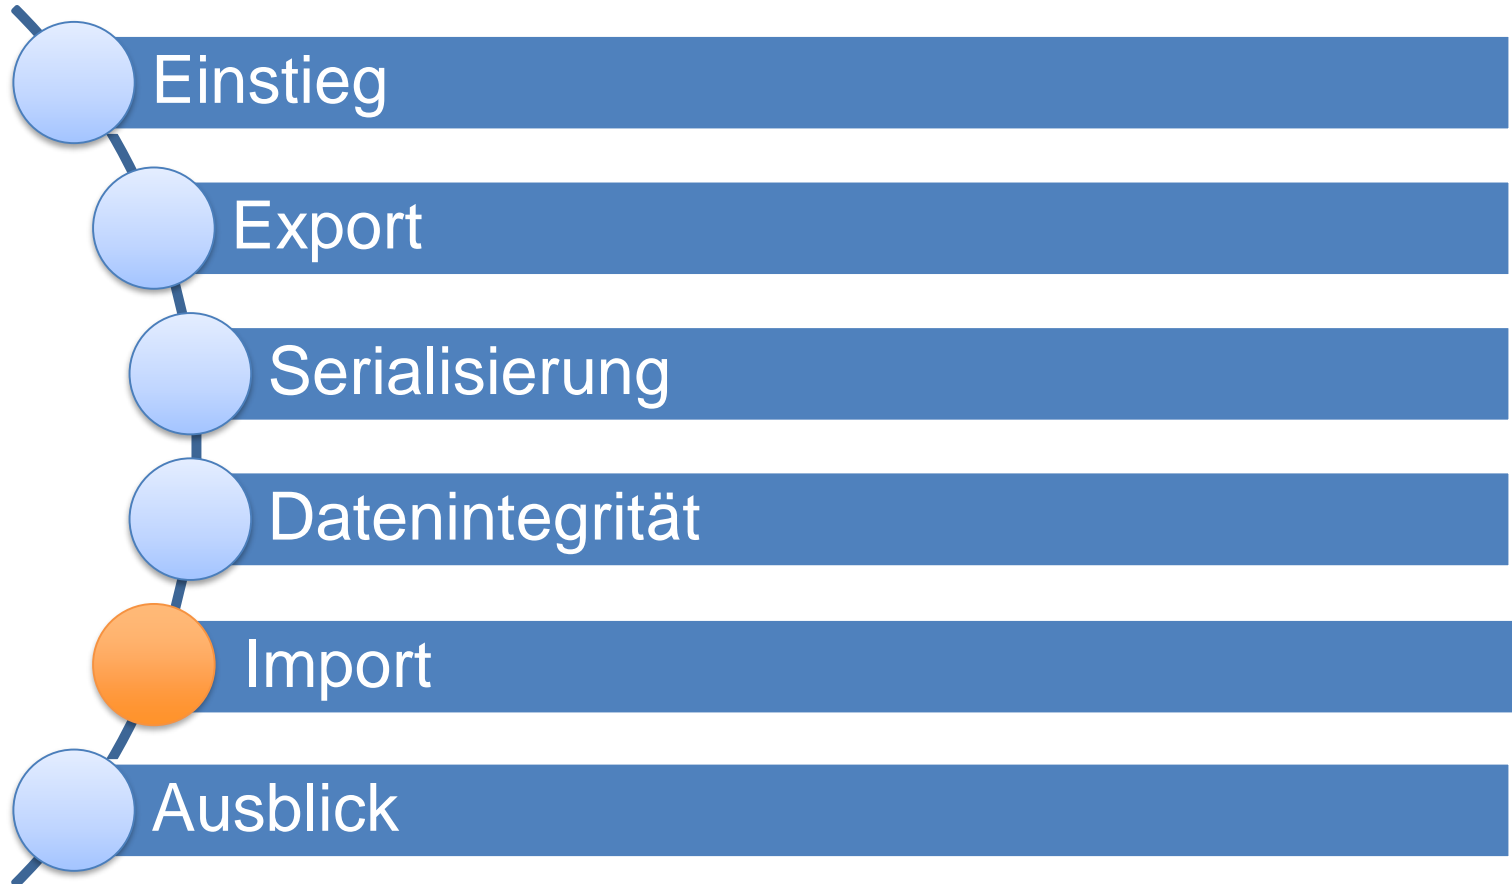 Einstieg
Export
Serialisierung
Datenintegrität
Import
Ausblick